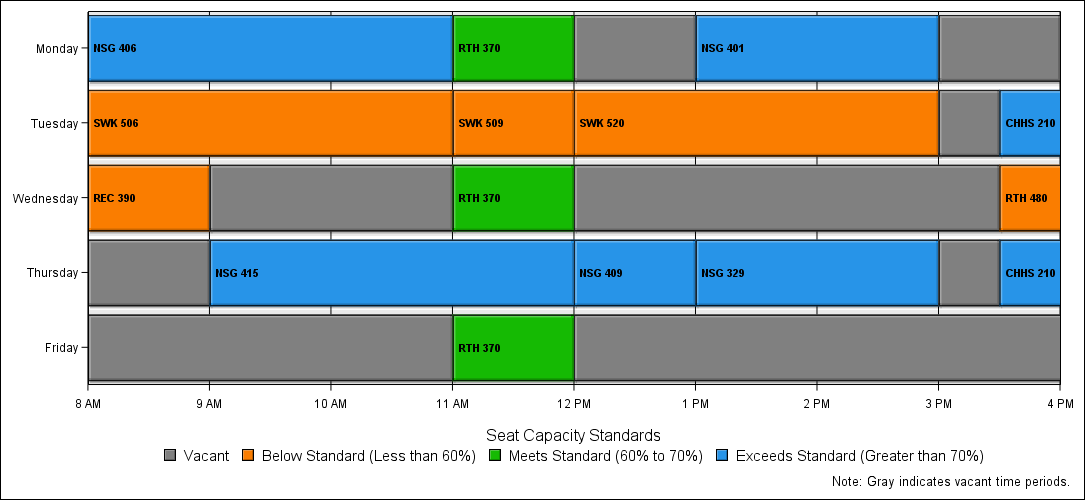 Monday NSG 406 RTH 370 NSG 401
Tuesday SWK 506 SWK 509 SWK 520 CHHS 210
Wednesday REC 390 RTH 370 RTH 480
Thursday NSG 415 NSG 409 NSG 329 CHHS 210
Friday RTH 370
8 AM 9 AM 10 AM 11 AM 12 PM 1 PM 2 PM 3 PM 4 PM
Seat Capacity Standards
Vacant Below Standard (Less than 60%) Meets Standard (60% to 70%) Exceeds Standard (Greater than 70%)
Note: Gray indicates vacant time periods.